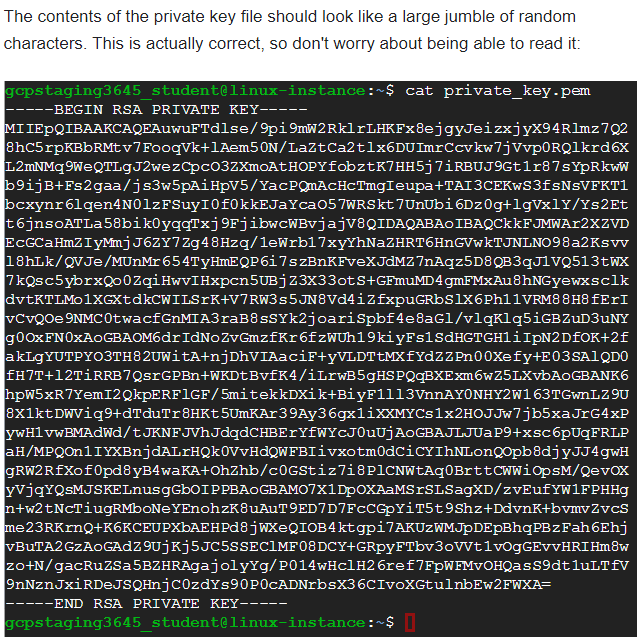 The contents of the private key file should look like a large jumble of random
characters. This is actually correct, so don't worry about being able to read it:
gcpstaging3645_student@linux-instance:~$ cat private_key.pem
-----BEGIN RSA PRIVATE KEY-----
MIIEpQIBAAKCAQEAuwuFTdlse/9pi9mW2RklrLHKFx8ejgyJeizxjyX94Rlmz7Q2
8hC5rpKBbRMtv7FooqVk+lAem50N/LaZtCa2tlx6DUImrCcvkw7jVvp0RQlkrd6X
L2mNMq9WeQTLgJ2wezCpcO3ZXmoAtHOPYfobztK7HH5j7iRBUJ9Gt1r87sYpRkwW
b9ijB+Fs2gaa/js3w5pAiHpV5/YacPQmAcHcTmgIeupa+TAI3CEKwS3fsNsVFKT1
bcxynr6lqen4N0lzFSuyI0f0kkEJaYcaO57WRSkt7UnUbi6Dz0g+lgVxlY/Ys2Et
t6jnsoATLa58bik0yqqTxj9FjibwcWBvjajV8QIDAQABAoIBAQCkkFJMWAr2XZVD
EcGCaHmZIyMmjJ6ZY7Zg48Hzq/1eWrbl7xyYhNaZHRT6HnGVwkTJNLNO98a2Ksvv
l8hLk/QVJe/MUnMr654TyHmEQP6i7szBnKFveXJdMZ7nAqz5D8QB3qJ1VQ513tWX
7kQsc5ybrxQo0ZqiHwvIHxpcn5UBjZ3X33otS+GFmuMD4gmFMxAu8hNGyewxsclk
dvtKTLMo1XGXtdkCWILSrK+V7RW3s5JN8Vd4iZfxpuGRbSlX6Ph11VRM88H8fErI
vCvQOe9NMC0twacfGnMIA3raB8sSYk2joariSpbf4e8aGl/vlqKlq5iGBZuD3uNY
g0OxFN0xAoGBAOM6drIdNoZvGmzfKr6fzWUh19kiyFs1SdHGTGH1iIpN2DfOK+2f
akLgYUTPYO3TH82UWitA+njDhVIAaciF+yVLDTtMXfYdZZPn00Xefy+E03SAlQD0
fH7T+l2TiRRB7QsrGPBn+WKDtBvfK4/iLrwB5gHSPQqBXExm6wZ5LXvbAoGBANK6
hpW5xR7YemI2QkpERFlGF/5mitekkDXik+BiyF1ll3VnnAY0NHY2W163TGwnLZ9U
8X1ktDWViq9+dTduTr8HKt5UmKAr39Ay36gx1iXXMYCs1x2HOJJw7jb5xaJrG4xP
ywH1vwBMAdWd/tJKNFJVhJdqdCHBErYfWYcJ0uUjAoGBAJLJUaP9+xsc6pUqFRLP
aH/MPQOn1IYXBnjdALrHQk0VvHdQWFBIivxotm0dCiCYIhNLonQOpb8djyJJ4gwH
gRW2RfXof0pd8yB4waKA+OhZhb/c0GStiz7i8PlCNWtAq0BrttCWWiOpsM/QevOX
yVjqYQsMJSKELnusgGbOIPPBAoGBAMO7X1DpOXAaMSrSLSagXD/zvEufYW1FPHHg
n+w2tNcTiugRMboNeYEnohzK8uAuT9ED7D7FcCGpYiT5t9Shz+DdvnK+bvmvZvcS
me23RKrnQ+K6KCEUPXbAEHPd8jWXeQIOB4ktgpi7AKUzWMJpDEpBhqPBzFah6Ehj
vBuTA2GzAoGAdZ9UjKj5JC5SSEClMF08DCY+GRpyFTbv3oVVt1vOgGEvvHRIHm8w
zo+N/gacRuZSa5BZHRAgajolyYg/P014wHclH26ref7FpWFMvOHQasS9dt1uLTfV
9nNznJxiRDeJSQHnjC0zdYs90P0cADNrbsX36CIvoXGtulnbEw2FWXA=
-----END RSA PRIVATE KEY-----
gcpstaging3645_student@linux-instance:~$